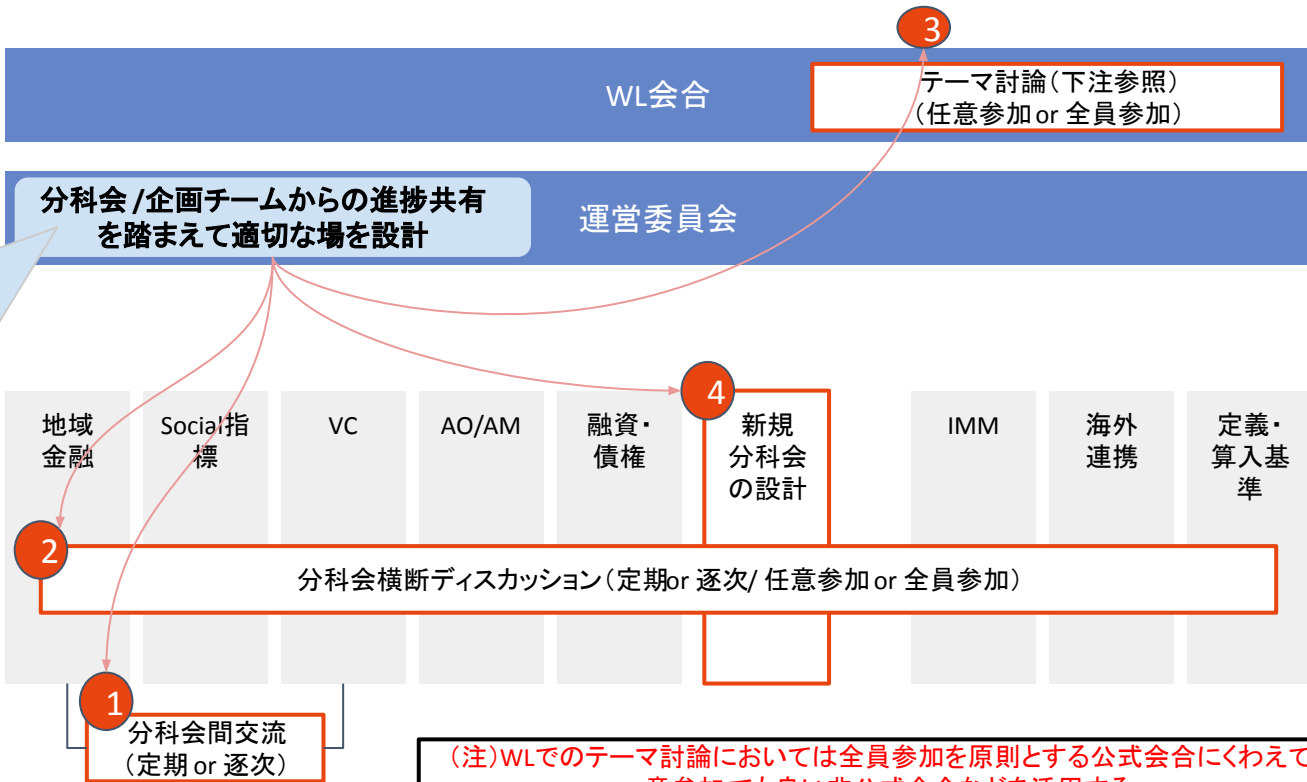 3
WL会合
テーマ討論(下注参照)
(任意参加 or 全員参加)
分科会/企画チームからの進捗共有
を踏まえて適切な場を設計
運営委員会
4
地域
金融
Social指
標
VC
AO/AM
融資・
債権
新規
分科会
の設計
IMM
海外
連携
定義・
算入基
準
2
分科会横断ディスカッション(定期or 逐次/ 任意参加 or 全員参加)
1
分科会間交流
(定期 or 逐次)
(注)WLでのテーマ討論においては全員参加を原則とする公式会合にくわえて